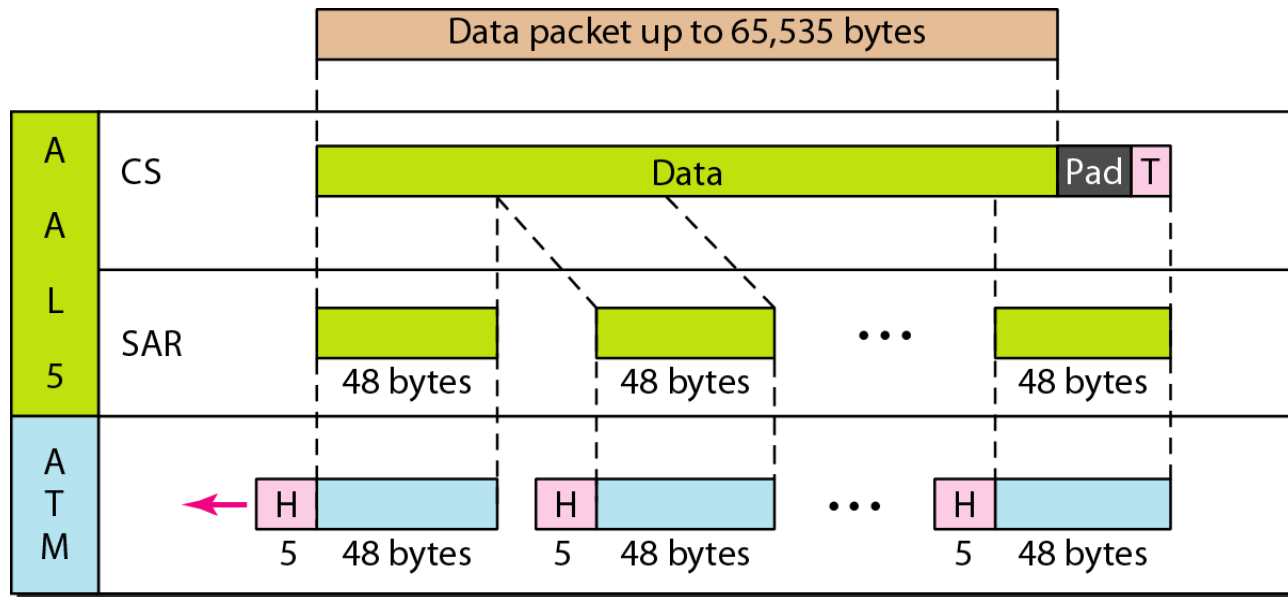 Data packet up to 65,535 bytes
A
A
L
5
CS
Data
Pad
T
SAR
48 bytes
48 bytes
48 bytes
A
T
M
H
H
H
5
48 bytes
5
48 bytes
5
48 bytes